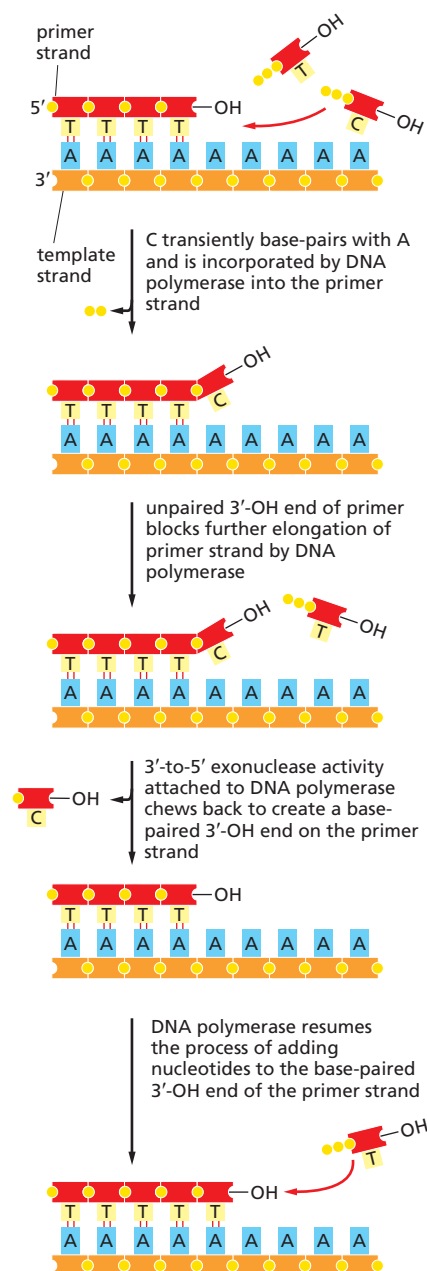 primer
strand
OH
T
5′
OH
C
OH
T T T T
A A A A A A A A A
3′
template
strand
C transiently base-pairs with A
and is incorporated by DNA
polymerase into the primer
strand
OH
C
T T T T
A A A A A A A A A
unpaired 3′-OH end of primer
blocks further elongation of
primer strand by DNA
polymerase
OH
T
OH
C
T T T T
A A A A A A A A A
3′-to-5′ exonuclease activity
attached to DNA polymerase
chews back to create a base-
paired 3′-OH end on the primer
strand
OH
C
OH
T T T T
A A A A A A A A A
DNA polymerase resumes
the process of adding
nucleotides to the base-paired
3′-OH end of the primer strand
OH
T
OH
T T T T T
A A A A A A A A A